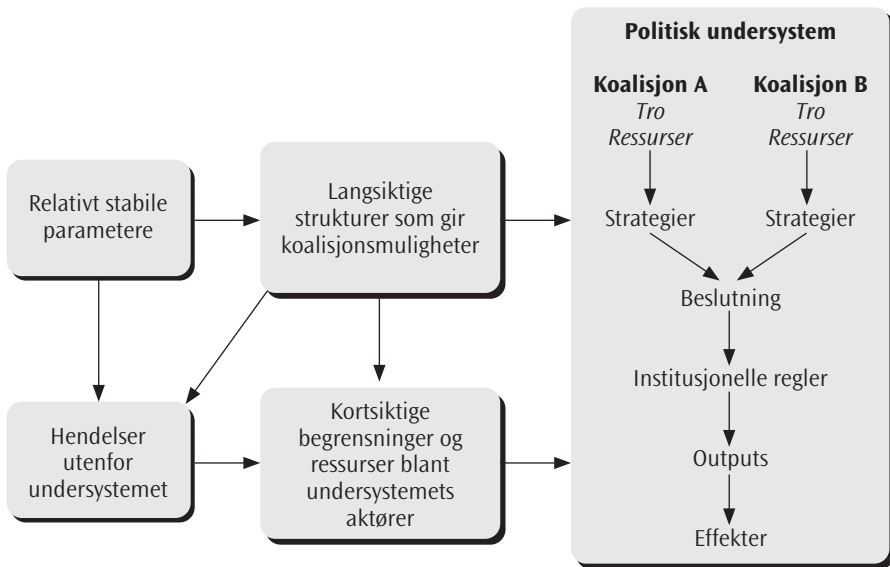 Relativt stabile
parametere
Langsiktige
strukturer som gir
koalisjonsmuligheter
Hendelser
utenfor
undersystemet
Kortsiktige
begrensninger og
ressurser blant
undersystemets
aktører
Politisk undersystem
Koalisjon A
Tro
Ressurser
Strategier
Koalisjon B
Tro
Ressurser
Strategier
Beslutning
Institusjonelle regler
Outputs
Effekter